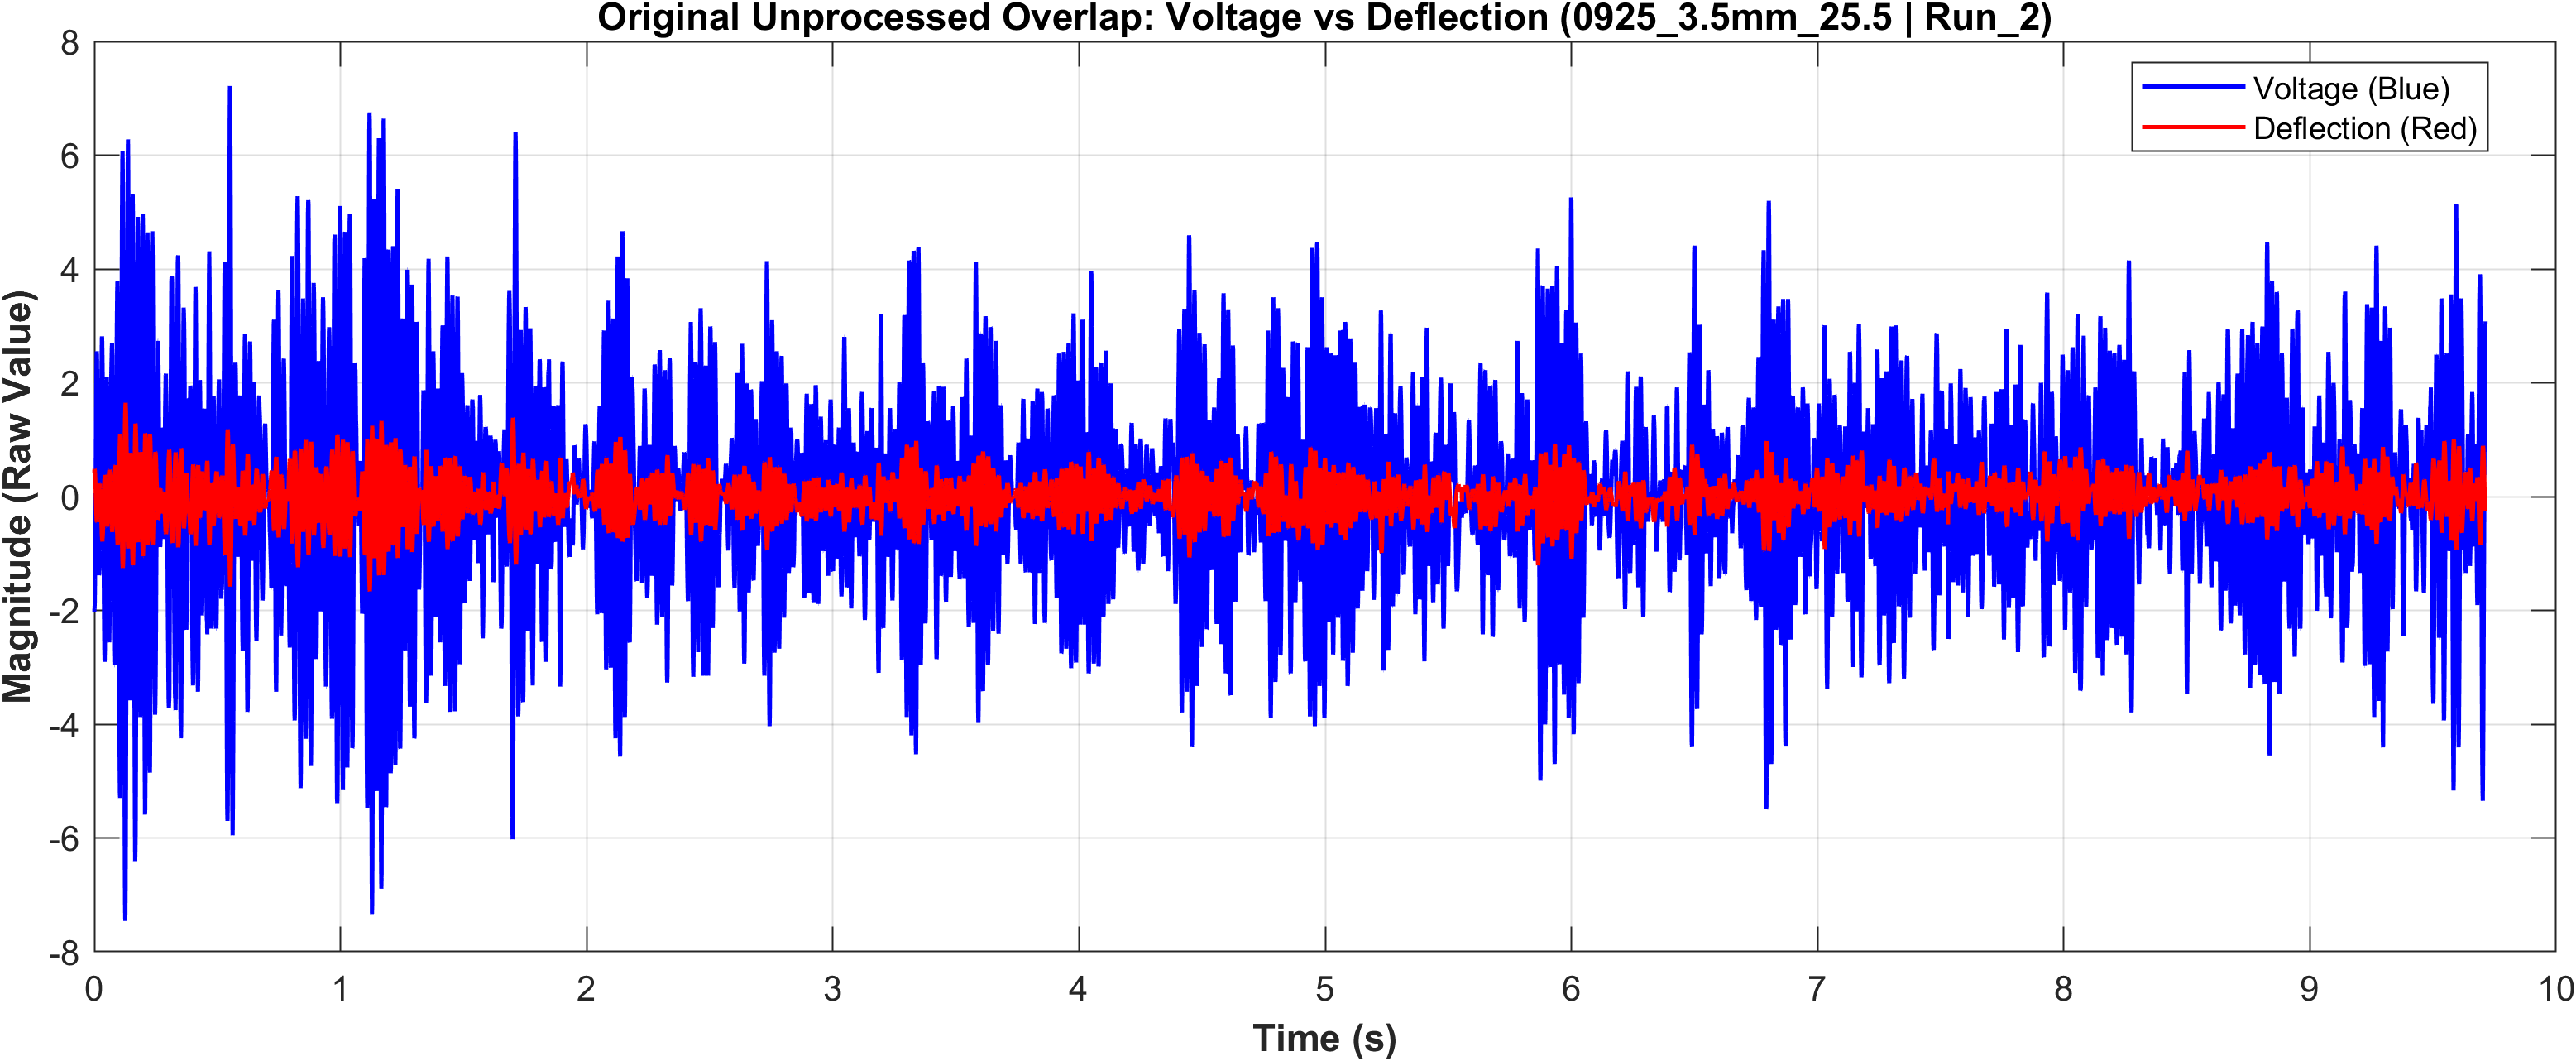 Original Unprocessed Overlap: Voltage vs Deflection (0925_3.5mm_25.5 | Run_2)
Voltage (Blue)
Deflection (Red)
Magnitude (Raw Value)
8
6
4
2
0
-2
-4
-6
-8
0 1 2 3 4 5 6 7 8 9 10
Time (s)